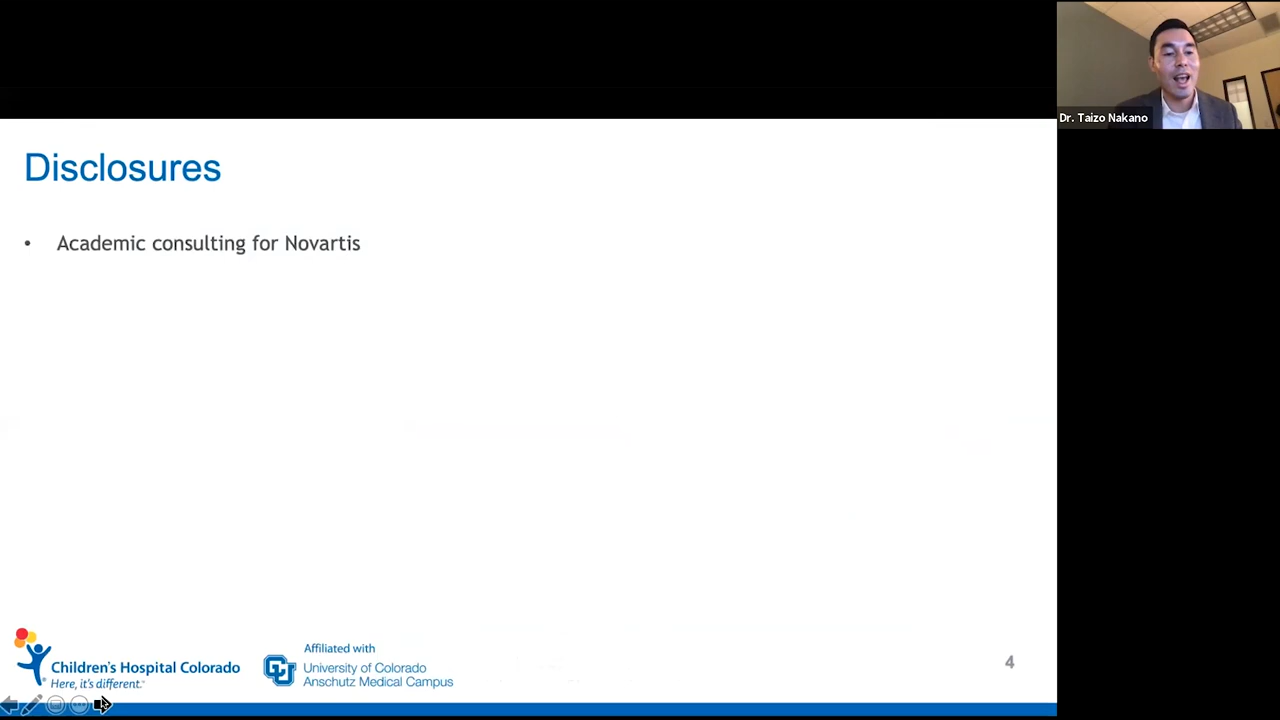 Dr. Taizo Nakano
Disclosures
• Academic consulting for Novartis
Children's Hospital Colorado
Here, it's different.™
Affiliated with
University of Colorado
Anschutz Medical Campus
4